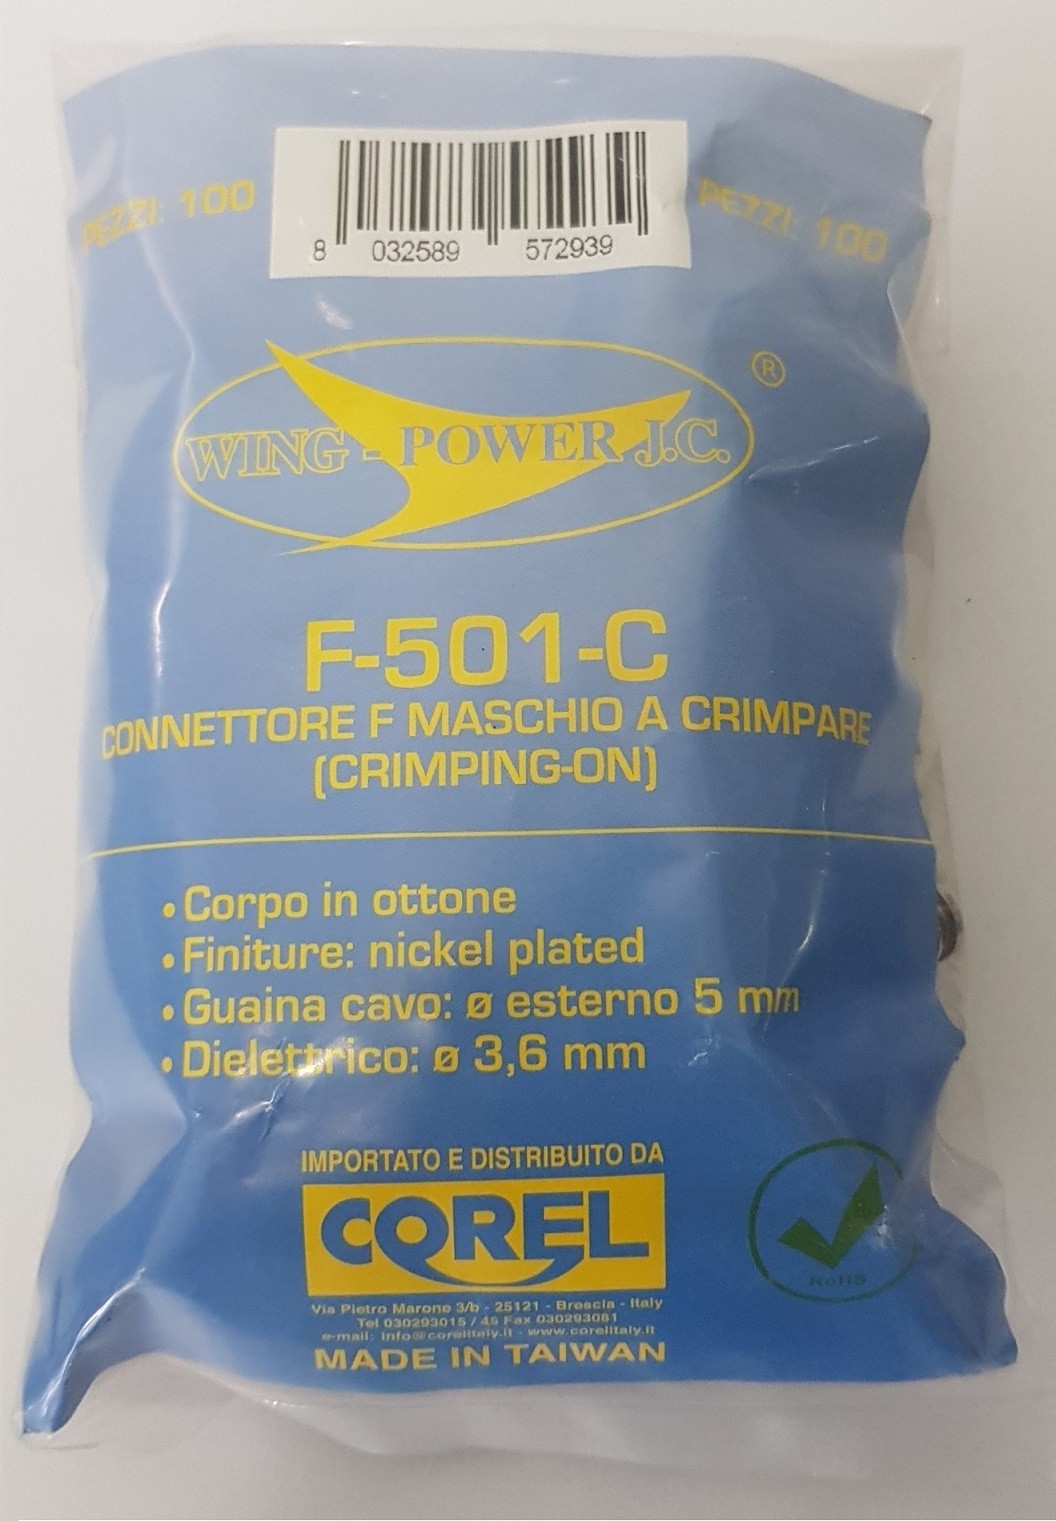 PEZZI: 100
PEZZI: 100
8 032589 572939
WING - POWER J.C. ®
F-501-C
CONNETTORE F MASCHIO A CRIMPARE
(CRIMPING-ON)
• Corpo in ottone
• Finiture: nickel plated
• Guaina cavo: ø esterno 5 mm
• Dielettrico: ø 3,6 mm
IMPORTATO E DISTRIBUITO DA
COREL
RoHS
Via Pietro Marone 3/b - 25121 - Brescia - Italy
Tel 030293015 / 45 Fax 030293081
e-mail: info@corelitaly.it - www.corelitaly.it
MADE IN TAIWAN